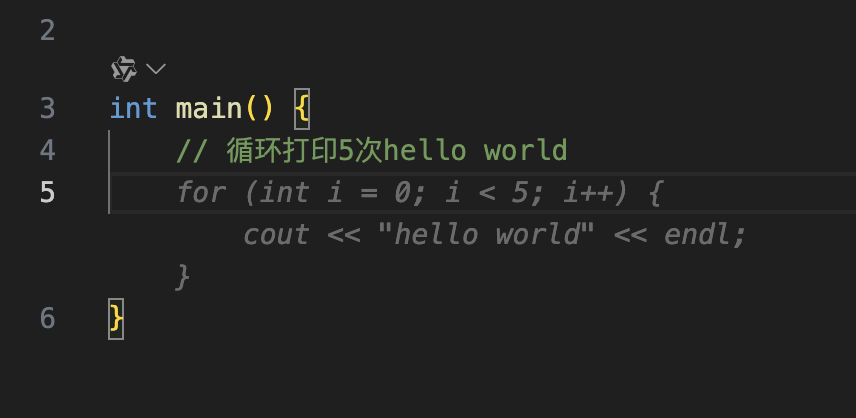 2
3 int main() {
4 // 循环打印5次hello world
5 for (int i = 0; i < 5; i++) {
cout << "hello world" << endl;
}
6 }